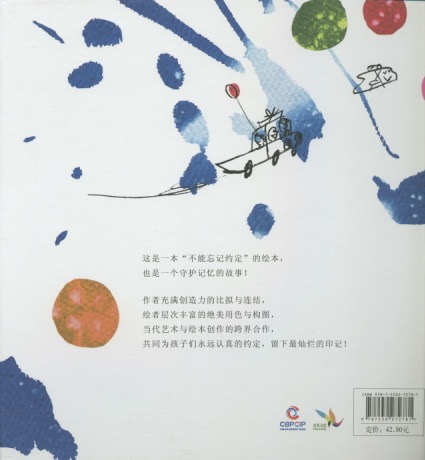 这是一本“不能忘记约定”的绘本，
也是一个守护记忆的故事！
作者充满创造力的比拟与连结，
绘者层次丰富的绝美用色与构图，
当代艺术与绘本创作的跨界合作，
共同为孩子们永远认真的约定，留下最灿烂的印记！
CBPCIP
定价：42.80元